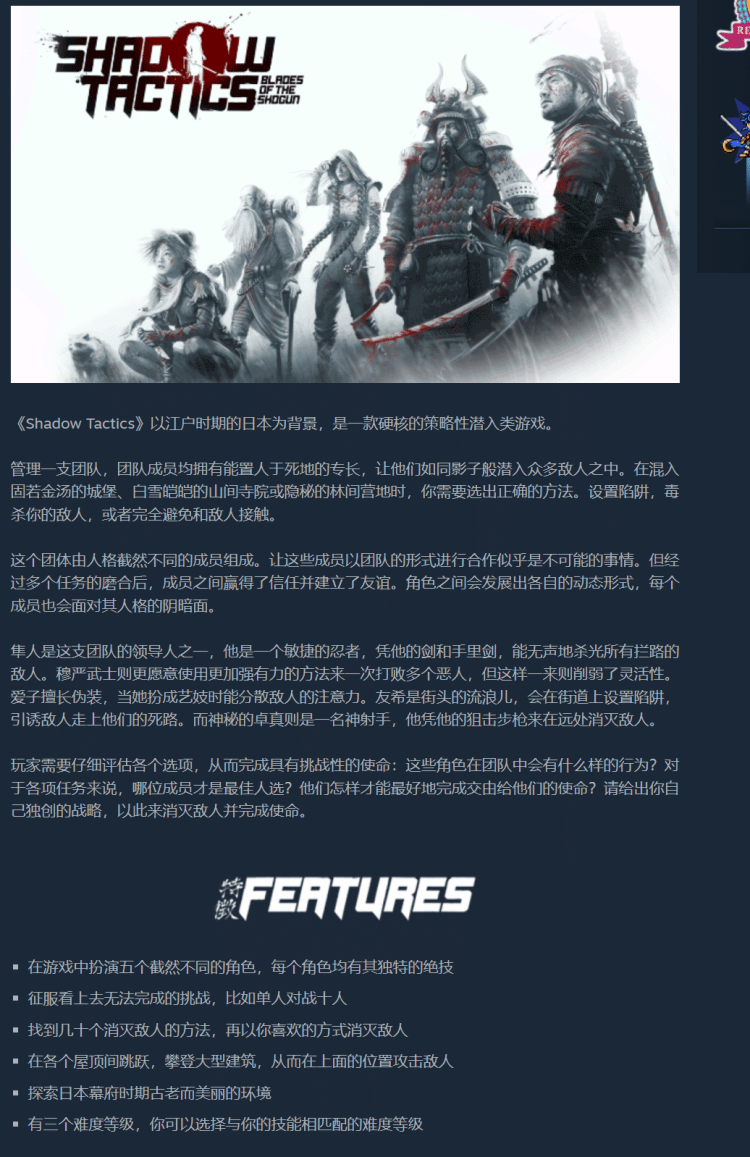 SHADOW
TACTICS
BLADES
OF THE
SHOGUN
RE
《Shadow Tactics》以江户时期的日本为背景，是一款硬核的策略性潜入类游戏。
管理一支团队，团队成员均拥有能置人于死地的专长，让他们如同影子般潜入众多敌人之中。在混入
固若金汤的城堡、白雪皑皑的山间寺院或隐秘的林间营地时，你需要选出正确的方法。设置陷阱，毒
杀你的敌人，或者完全避免和敌人接触。
这个团体由人格截然不同的成员组成。让这些成员以团队的形式进行合作似乎是不可能的事情。但经
过多个任务的磨合后，成员之间赢得了信任并建立了友谊。角色之间会发展出各自的动态形式，每个
成员也会面对其人格的阴暗面。
隼人是这支团队的领导人之一，他是一个敏捷的忍者，凭他的剑和手里剑，能无声地杀光所有拦路的
敌人。穆严武士则更愿意使用更加强有力的方法来一次打败多个恶人，但这样一来则削弱了灵活性。
爱子擅长伪装，当她扮成艺妓时能分散敌人的注意力。友希是街头的流浪儿，会在街道上设置陷阱，
引诱敌人走上他们的死路。而神秘的卓真则是一名神射手，他凭他的狙击步枪来在远处消灭敌人。
玩家需要仔细评估各个选项，从而完成具有挑战性的使命：这些角色在团队中会有什么样的行为？对
于各项任务来说，哪位成员才是最佳人选？他们怎样才能最好地完成交由给他们的使命？请给出你自
己独创的战略，以此来消灭敌人并完成使命。
特徴 FEATURES
在游戏中扮演五个截然不同的角色，每个角色均有其独特的绝技
征服看上去无法完成的挑战，比如单人对战十人
找到几十个消灭敌人的方法，再以你喜欢的方式消灭敌人
在各个屋顶间跳跃，攀登大型建筑，从而在上面的位置攻击敌人
探索日本幕府时期古老而美丽的环境
有三个难度等级，你可以选择与你的技能相匹配的难度等级